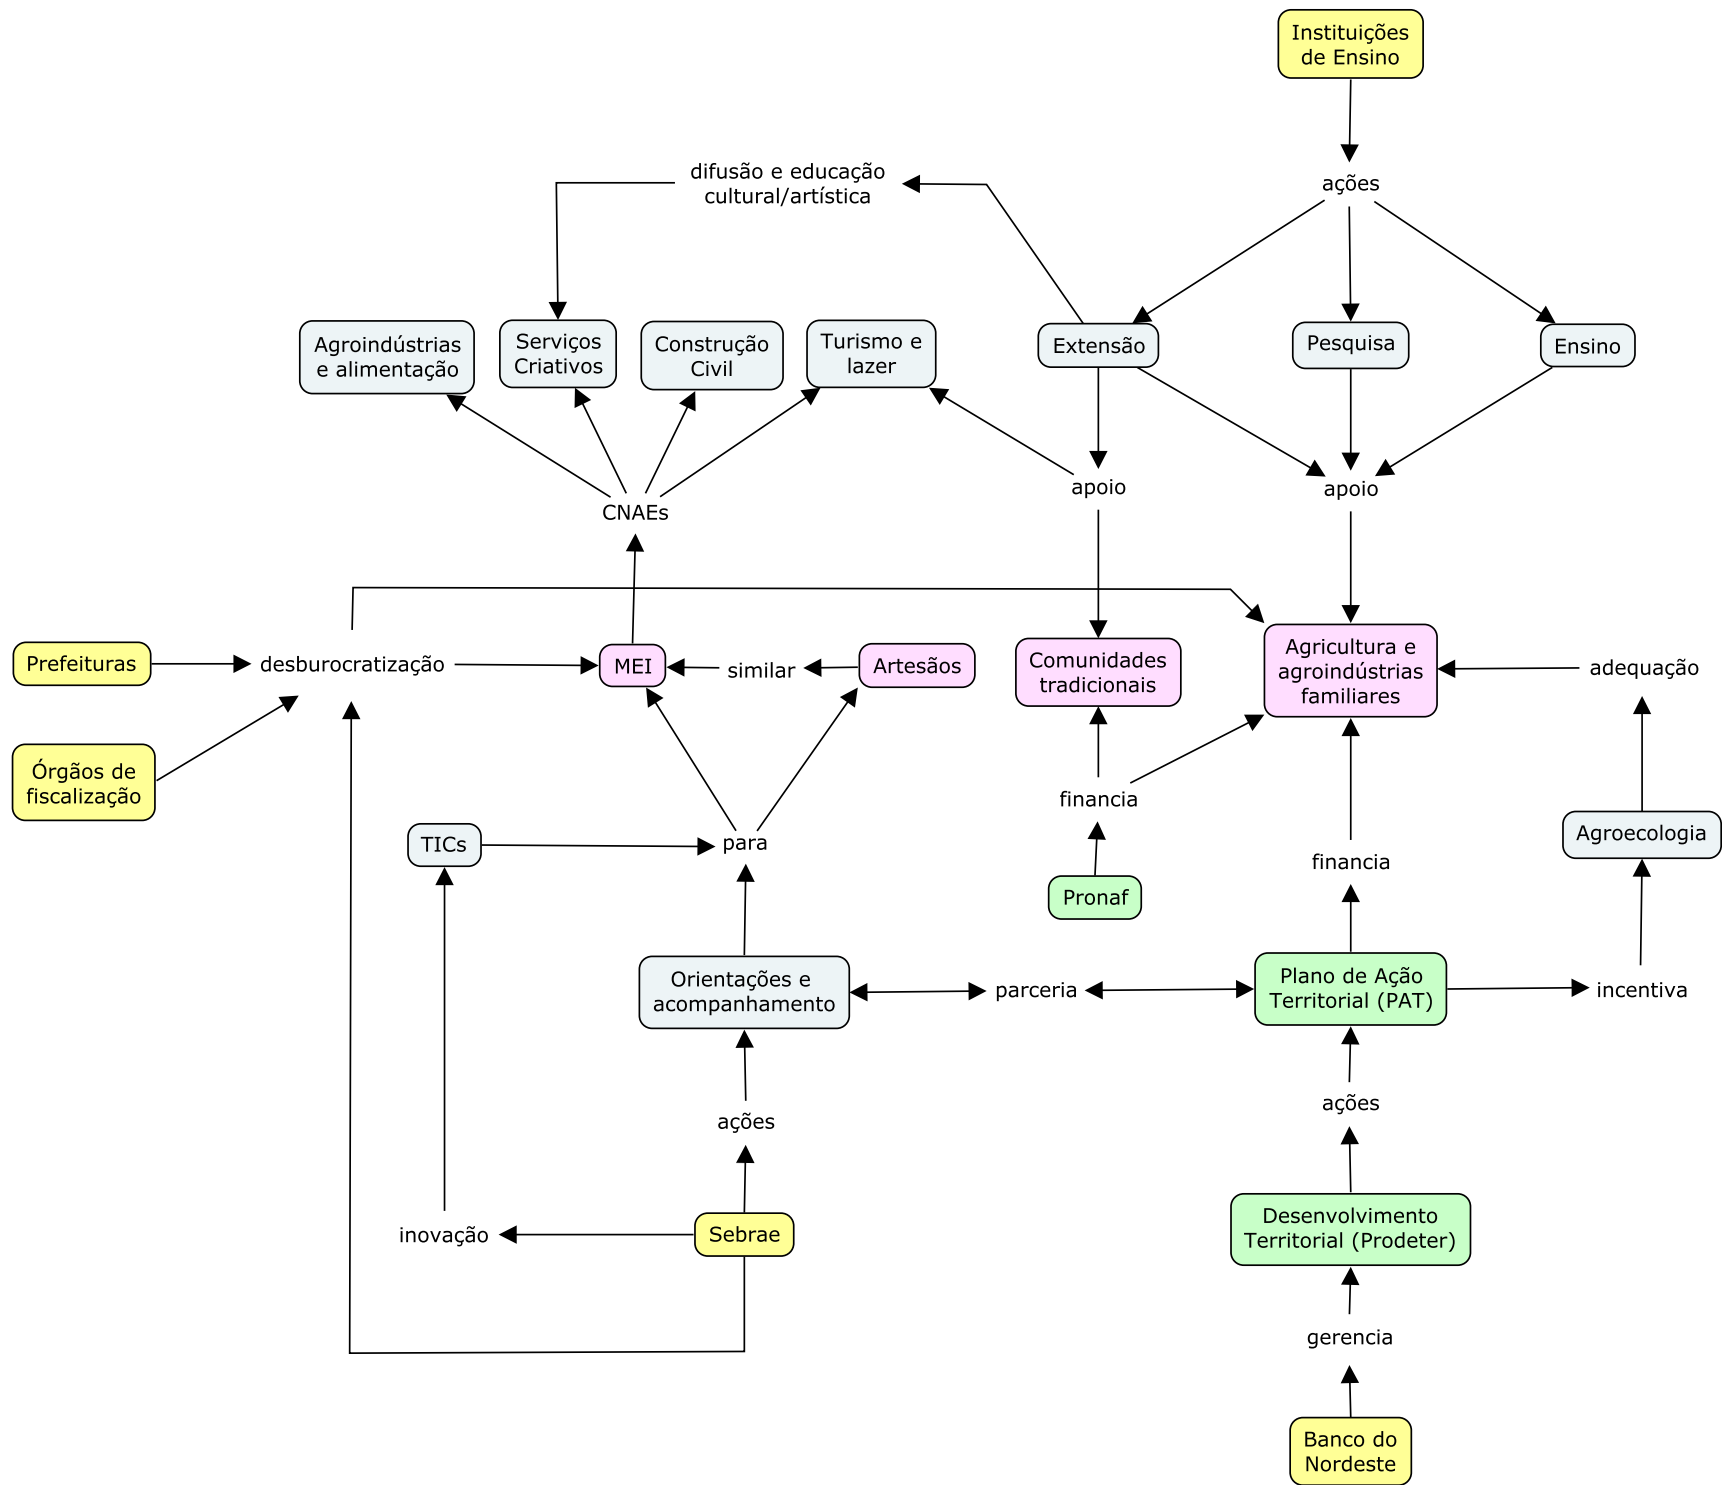 Instituições
de Ensino
difusão e educação
cultural/artística
ações
Agroindústrias
e alimentação
Serviços
Criativos
Construção
Civil
Turismo e
lazer
Extensão
Pesquisa
Ensino
CNAEs
apoio
apoio
Prefeituras
desburocratização
MEI
similar
Artesãos
Comunidades
tradicionais
Agricultura e
agroindústrias
familiares
adequação
Órgãos de
fiscalização
TICs
para
financia
Pronaf
financia
Agroecologia
Orientações e
acompanhamento
parceria
Plano de Ação
Territorial (PAT)
incentiva
ações
ações
inovação
Sebrae
Desenvolvimento
Territorial (Prodeter)
gerencia
Banco do
Nordeste